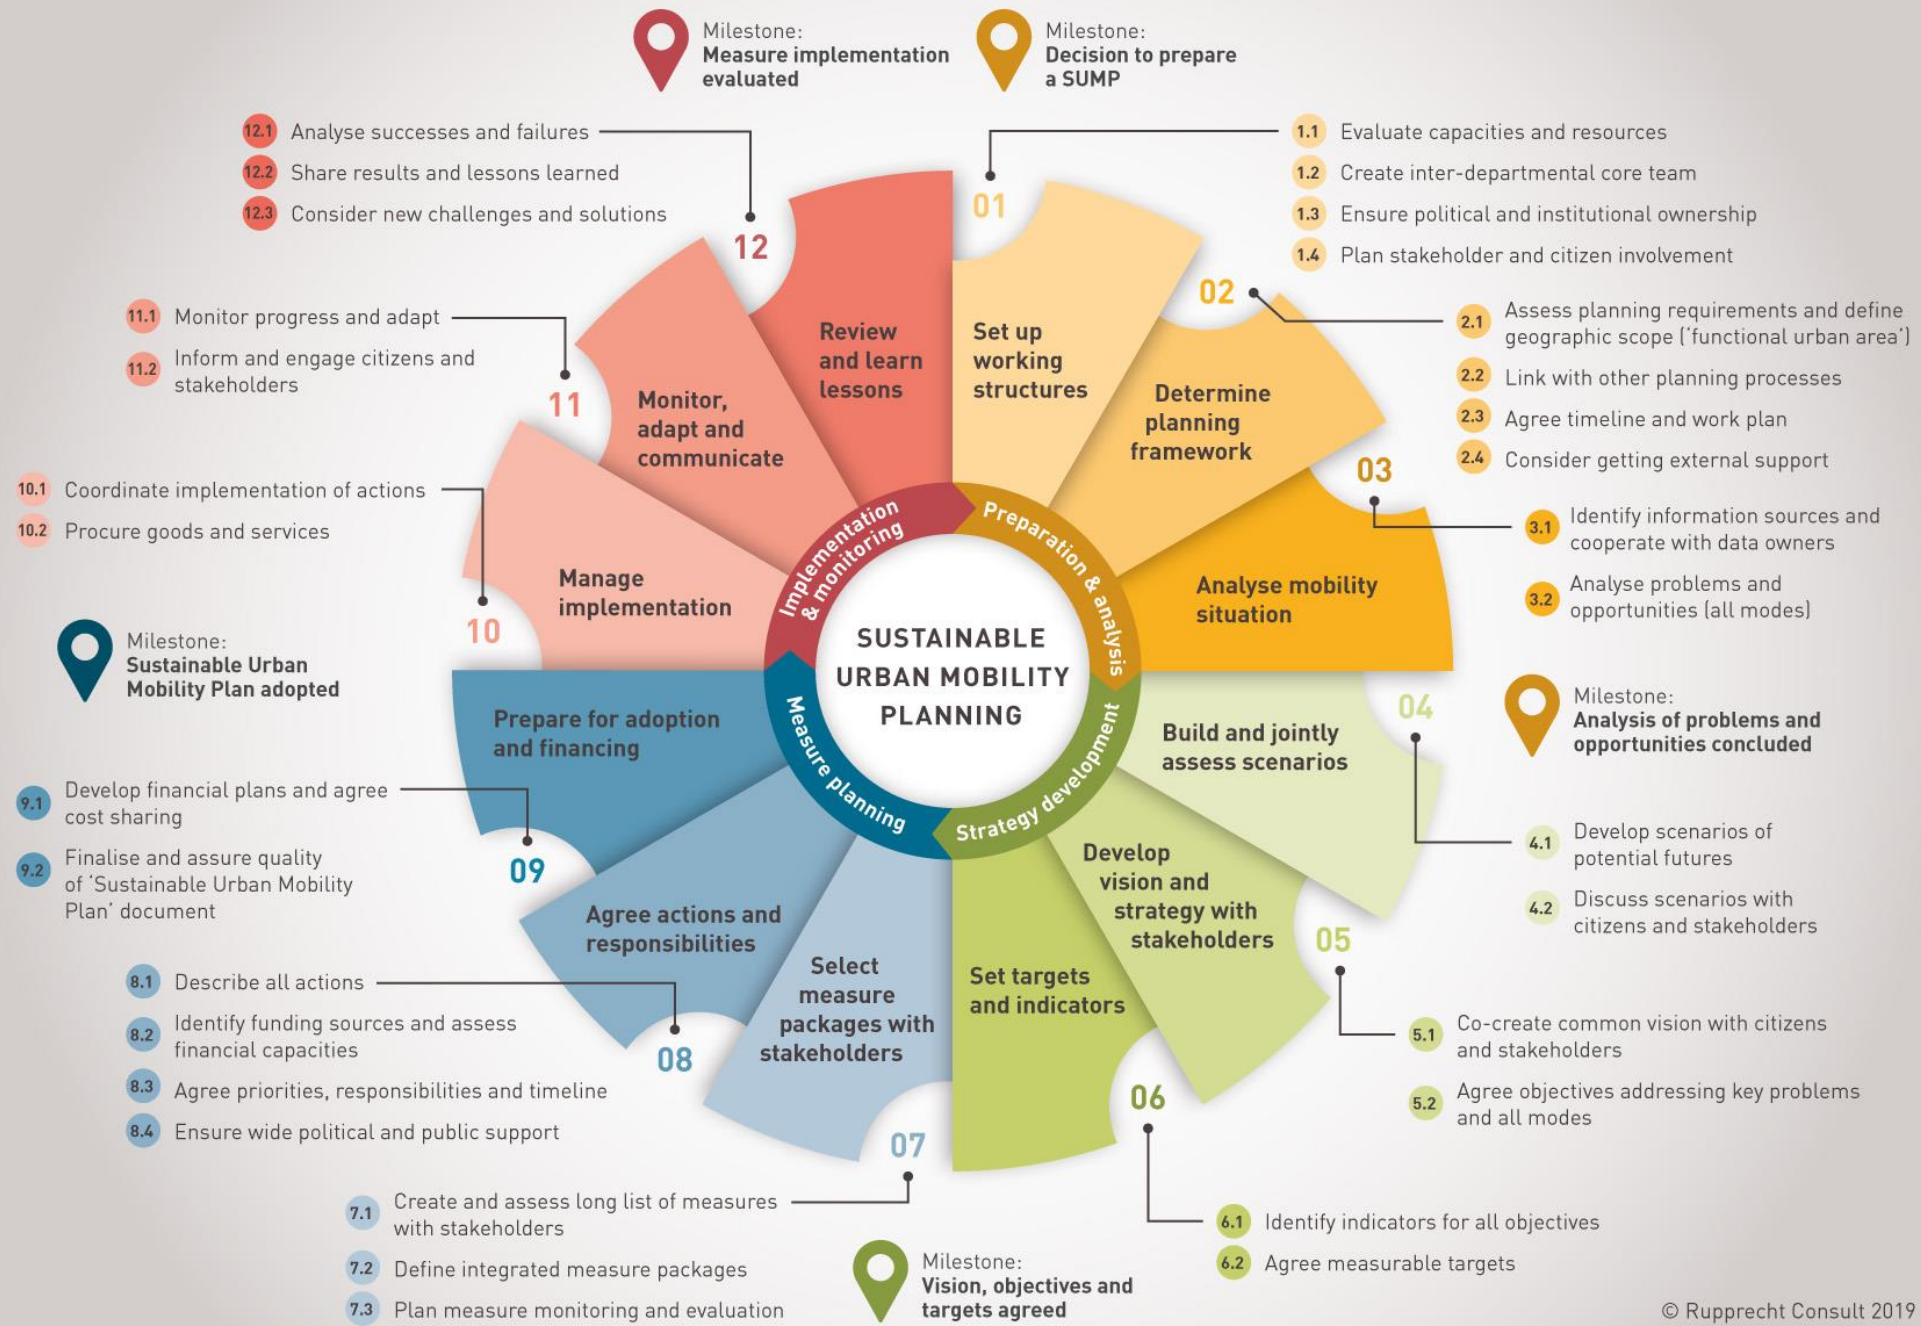 Milestone:
Measure implementation
evaluated
Milestone:
Decision to prepare
a SUMP
12.1 Analyse successes and failures
12.2 Share results and lessons learned
12.3 Consider new challenges and solutions
1.1 Evaluate capacities and resources
1.2 Create inter-departmental core team
1.3 Ensure political and institutional ownership
1.4 Plan stakeholder and citizen involvement
01
Set up
working
structures
02
Determine
planning
framework
2.1 Assess planning requirements and define
geographic scope ('functional urban area')
2.2 Link with other planning processes
2.3 Agree timeline and work plan
2.4 Consider getting external support
03
Analyse mobility
situation
3.1 Identify information sources and
cooperate with data owners
3.2 Analyse problems and
opportunities (all modes)
Milestone:
Analysis of problems and
opportunities concluded
04
Build and jointly
assess scenarios
4.1 Develop scenarios of
potential futures
4.2 Discuss scenarios with
citizens and stakeholders
05
Develop
vision and
strategy with
stakeholders
5.1 Co-create common vision with citizens
and stakeholders
5.2 Agree objectives addressing key problems
and all modes
06
Set targets
and indicators
6.1 Identify indicators for all objectives
6.2 Agree measurable targets
Milestone:
Vision, objectives and
targets agreed
07
Select
measure
packages with
stakeholders
7.1 Create and assess long list of measures
with stakeholders
7.2 Define integrated measure packages
7.3 Plan measure monitoring and evaluation
08
Agree actions and
responsibilities
8.1 Describe all actions
8.2 Identify funding sources and assess
financial capacities
8.3 Agree priorities, responsibilities and timeline
8.4 Ensure wide political and public support
09
Prepare for adoption
and financing
9.1 Develop financial plans and agree
cost sharing
9.2 Finalise and assure quality
of 'Sustainable Urban Mobility
Plan' document
Milestone:
Sustainable Urban
Mobility Plan adopted
10
Manage
implementation
10.1 Coordinate implementation of actions
10.2 Procure goods and services
11
Monitor,
adapt and
communicate
11.1 Monitor progress and adapt
11.2 Inform and engage citizens and
stakeholders
12
Review
and learn
lessons
Preparation & analysis
Strategy development
Measure planning
Implementation
& monitoring
SUSTAINABLE
URBAN MOBILITY
PLANNING
© Rupprecht Consult 2019